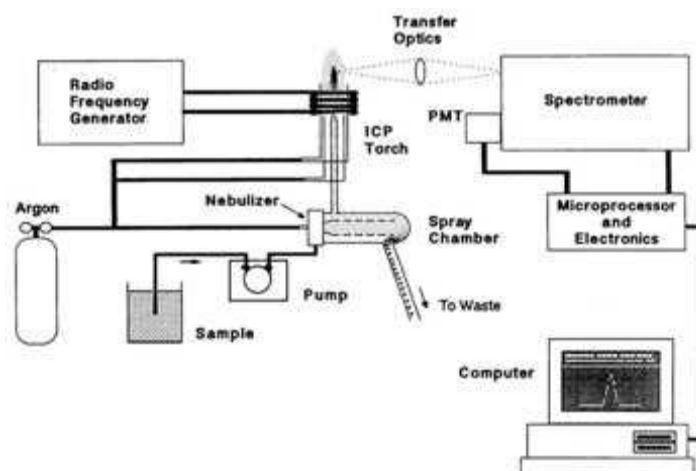 Transfer
Optics
Radio
Frequency
Generator
Spectrometer
PMT
ICP
Torch
Argon
Nebulizer
Spray
Chamber
Microprocessor
and
Electronics
Pump
To Waste
Sample
Computer